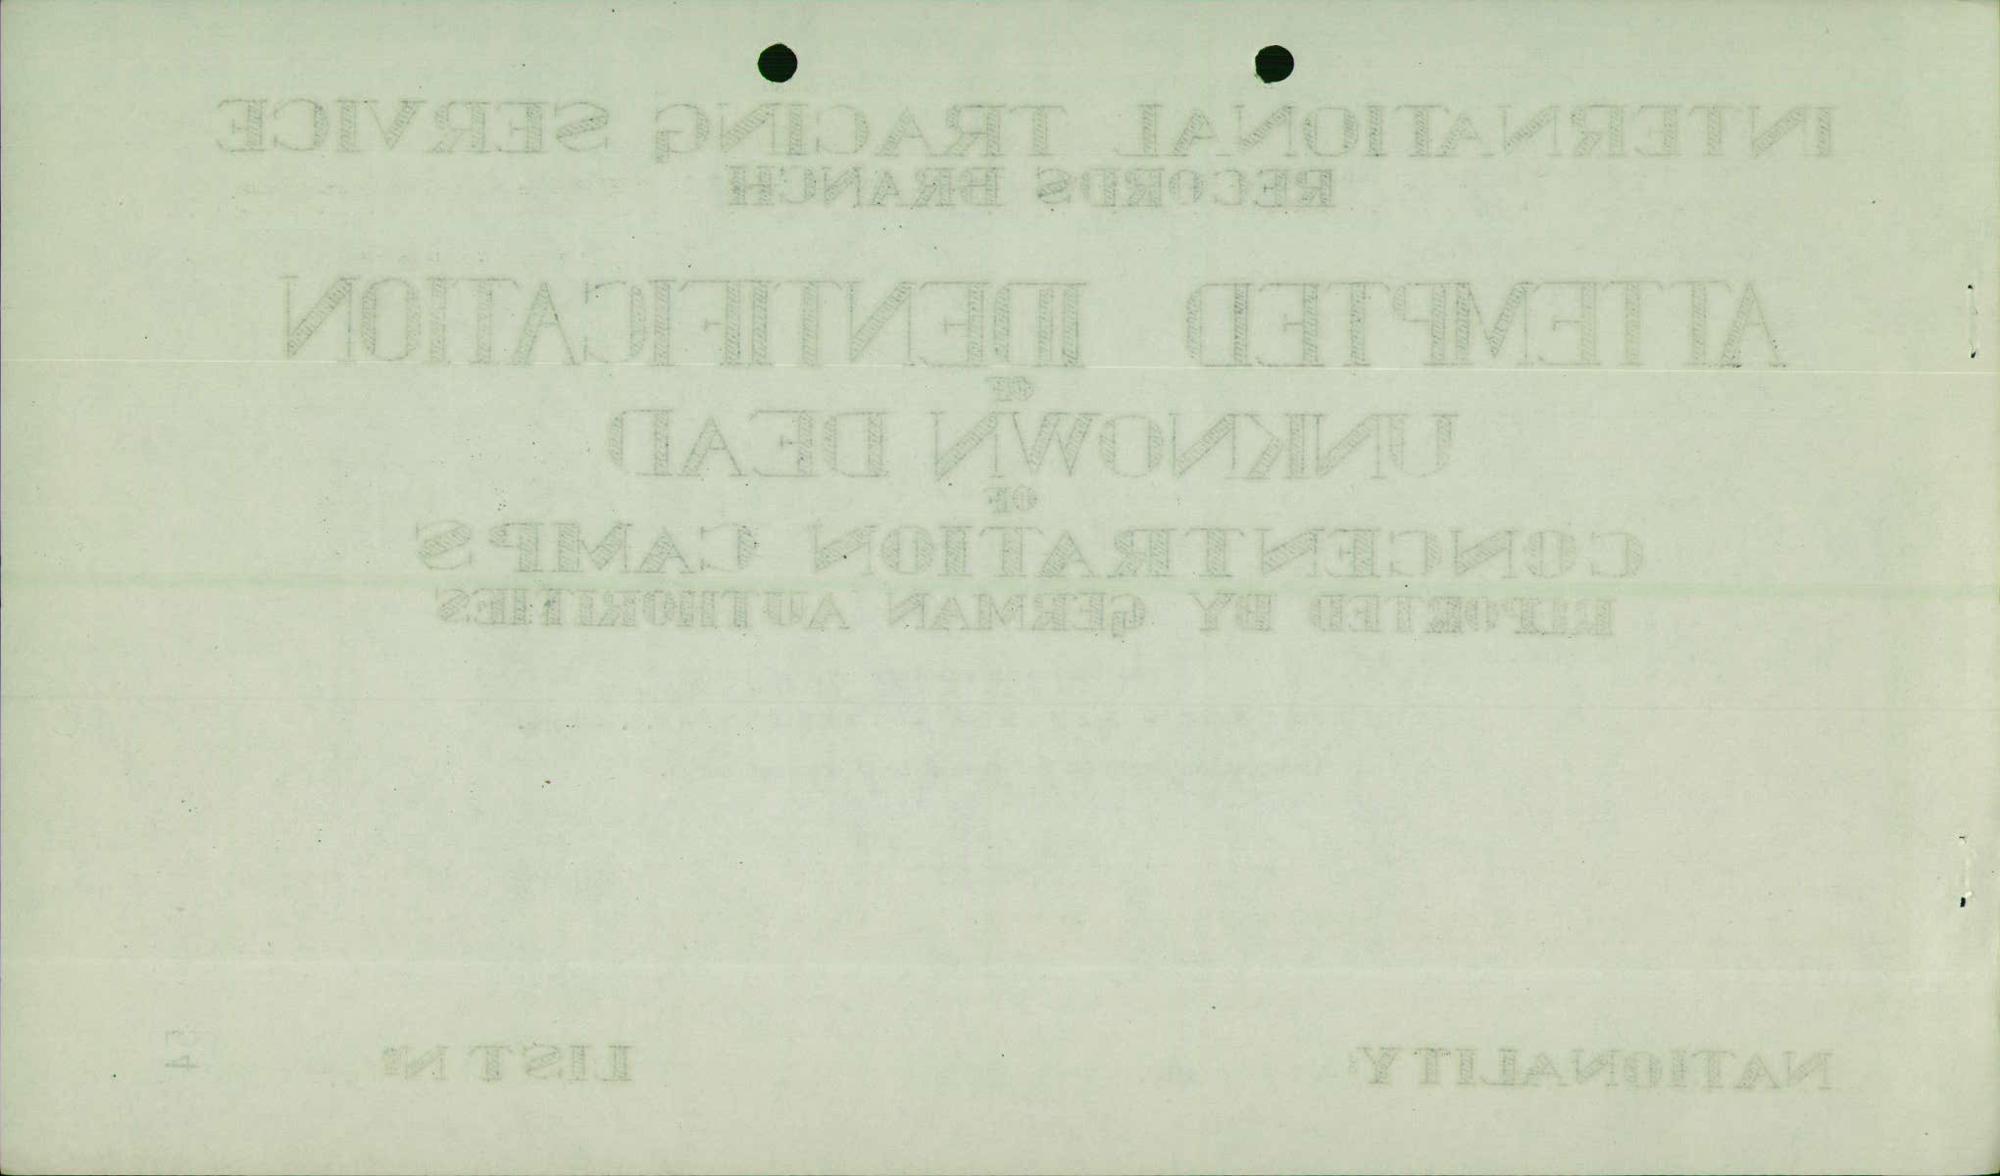 INTERNATIONAL TRACING SERVICE
RECORDS BRANCH
ATTEMPTED IDENTIFICATION
OF
UNKNOWN DEAD
OF
CONCENTRATION CAMPS
REPORTED BY GERMAN AUTHORITIES
NATIONALITY: LIST Nº